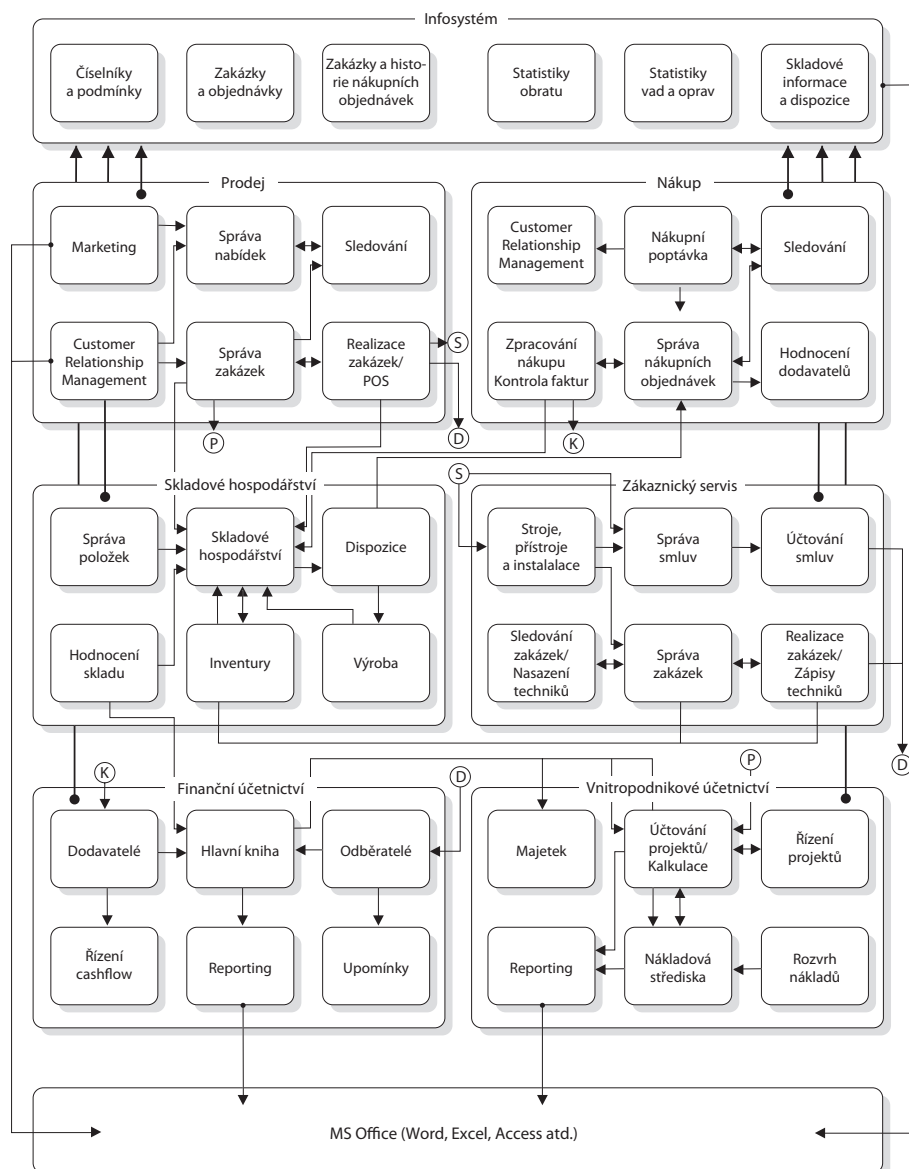 Infosystém
Číselníky
a podmínky
Zakázky
a objednávky
Zakázky a histo-
rie nákupních
objednávek
Statistiky
obratu
Statistiky
vad a oprav
Skladové
informace
a dispozice
Prodej
Marketing
Správa
nabídek
Sledování
Customer
Relationship
Management
Správa
zakázek
Realizace
zakázek/
POS
S
P
D
Nákup
Customer
Relationship
Management
Nákupní
poptávka
Sledování
Zpracování
nákupu
Kontrola faktur
Správa
nákupních
objednávek
Hodnocení
dodavatelů
K
Skladové hospodářství
Správa
položek
Skladové
hospodářství
Dispozice
Hodnocení
skladu
Inventury
Výroba
S
Zákaznický servis
Stroje,
přístroje
a instalalace
Správa
smluv
Účtování
smluv
Sledování
zakázek/
Nasazení
techniků
Správa
zakázek
Realizace
zakázek/
Zápisy
techniků
D
K
Finanční účetnictví
D
Dodavatelé
Hlavní kniha
Odběratelé
Řízení
cashflow
Reporting
Upomínky
P
Vnitropodnikové účetnictví
Majetek
Účtování
projektů/
Kalkulace
Řízení
projektů
Reporting
Nákladová
střediska
Rozvrh
nákladů
MS Office (Word, Excel, Access atd.)